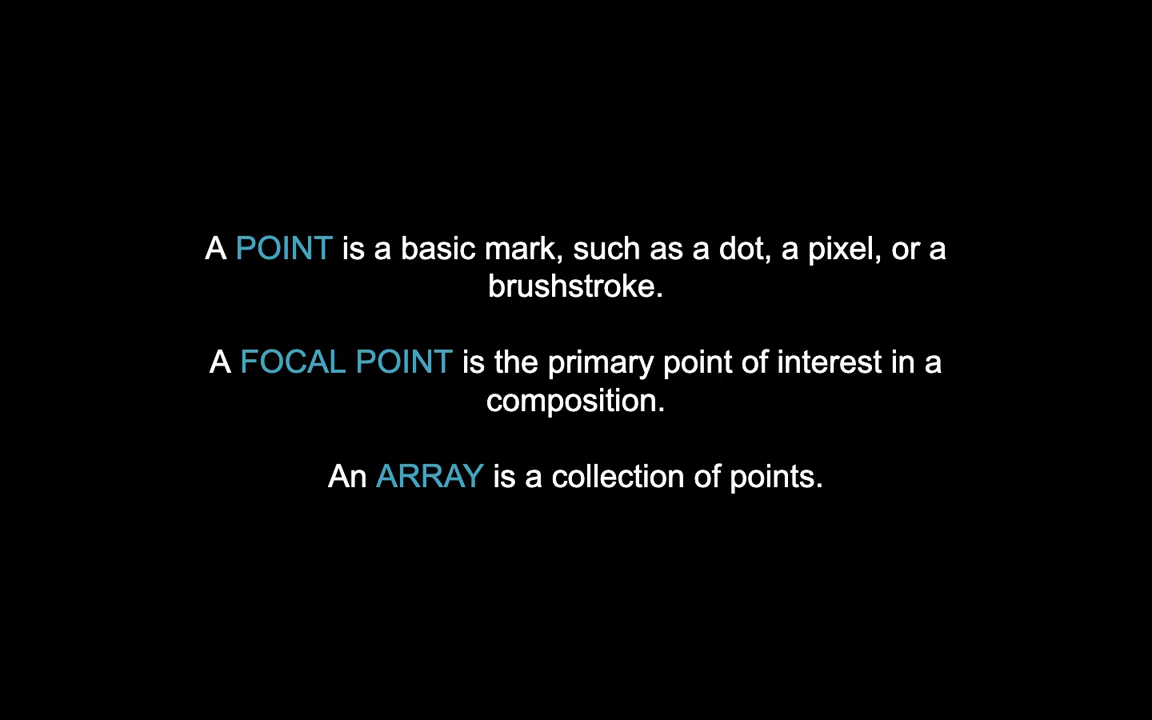 A POINT is a basic mark, such as a dot, a pixel, or a
brushstroke.
A FOCAL POINT is the primary point of interest in a
composition.
An ARRAY is a collection of points.